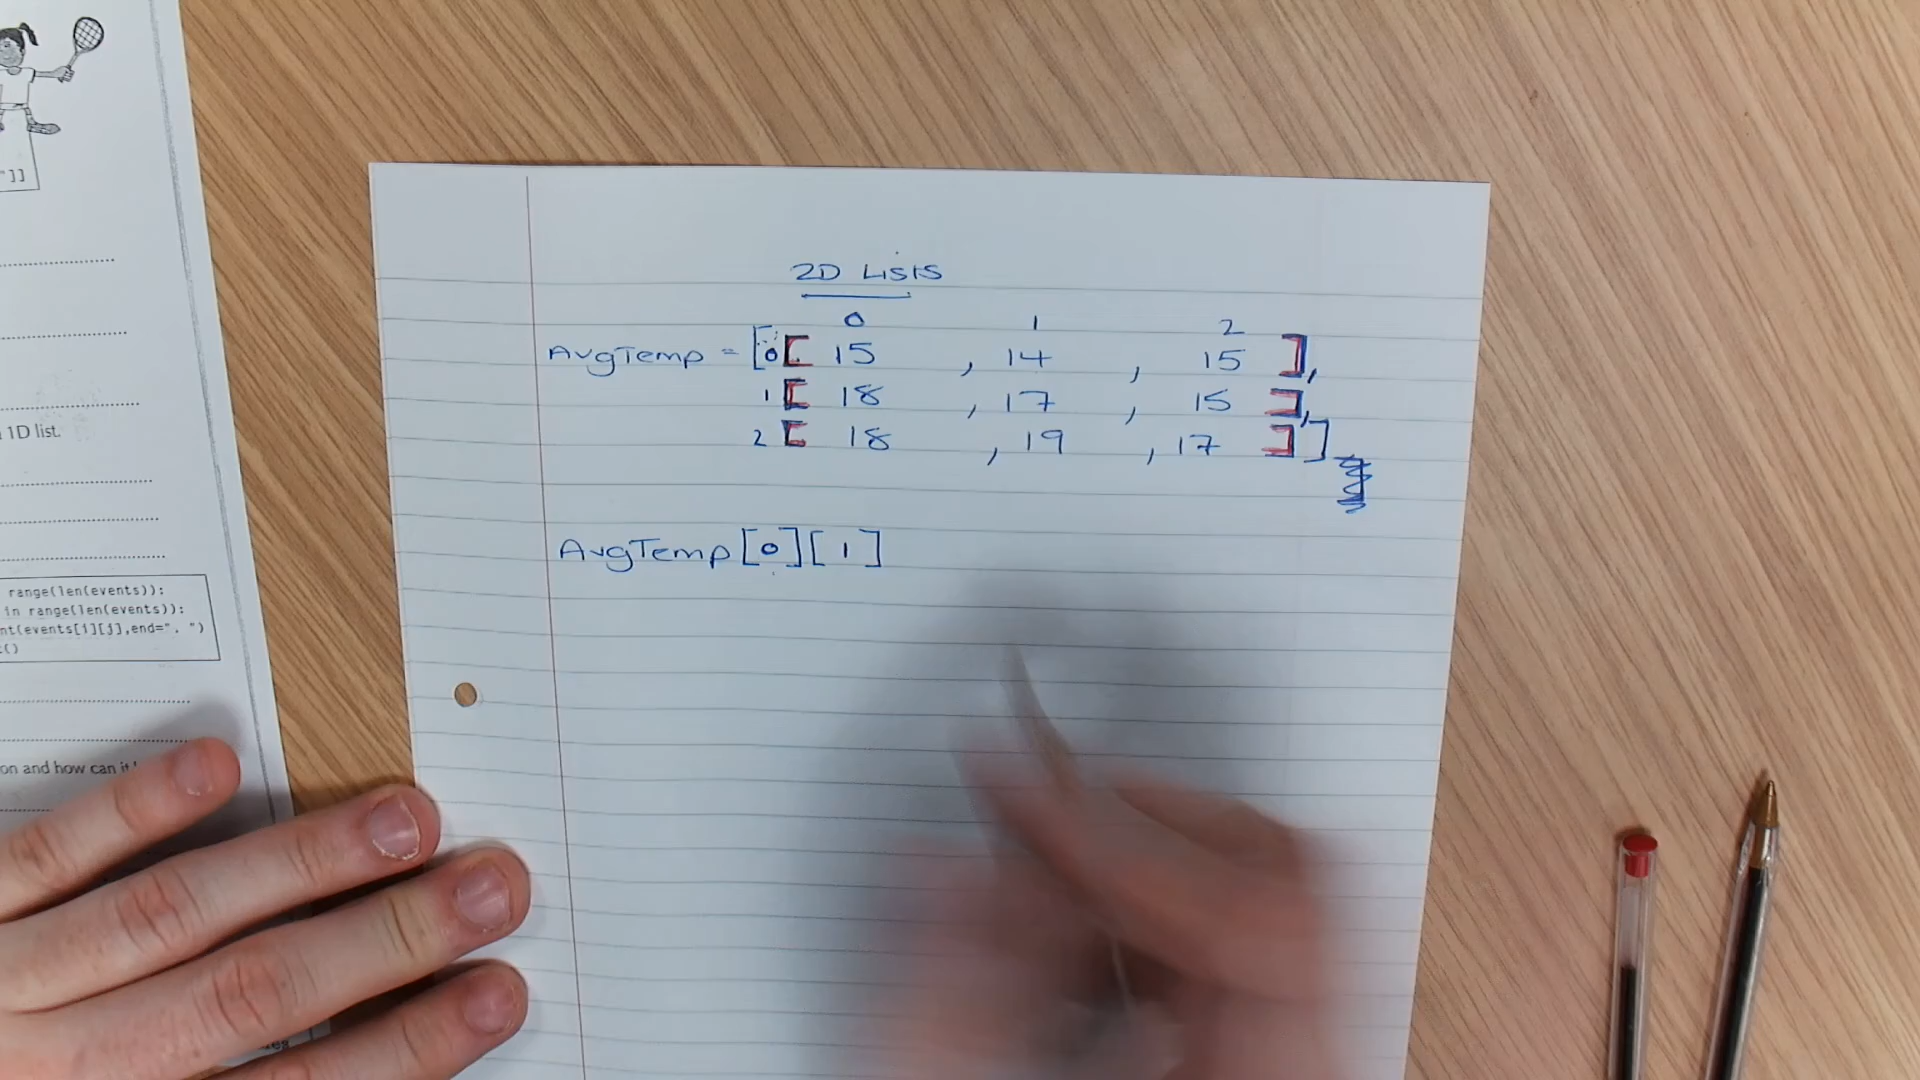 "]]
1D list.
range(len(events)):
in range(len(events)):
nt(events[i][j],end=". ")
()
on and how can it
2D Lists
0 1 2
AvgTemp = [0[ 15 , 14 , 15 ],
1[ 18 , 17 , 15 ],
2[ 18 , 19 , 17 ]]
AvgTemp[0][1]